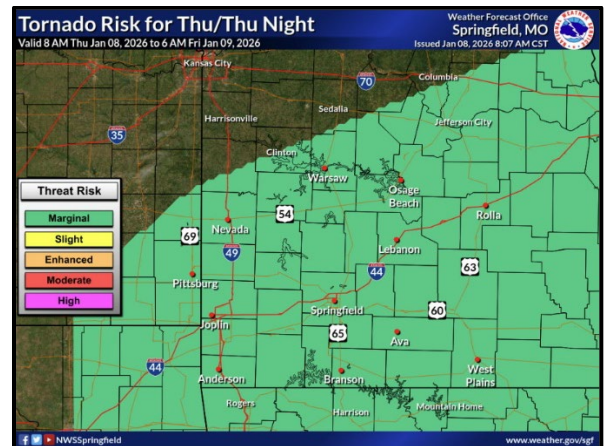 Tornado Risk for Thu/Thu Night
Valid 8 AM Thu Jan 08, 2026 to 6 AM Fri Jan 09, 2026
Weather Forecast Office
Springfield, MO
Issued Jan 08, 2026 8:07 AM CST
Kansas City
70
Columbia
Sedalia
Harrisonville
Jefferson City
35
Clinton
Warsaw
Osage
Beach
Threat Risk
Marginal
Slight
Enhanced
Moderate
High
69
Nevada
54
Rolla
49
Lebanon
63
Pittsburg
44
Springfield
60
Joplin
65
Ava
44
Anderson
Branson
West
Plains
Rogers
Harrison
Mountain Home
NWSSpringfield
www.weather.gov/sgf